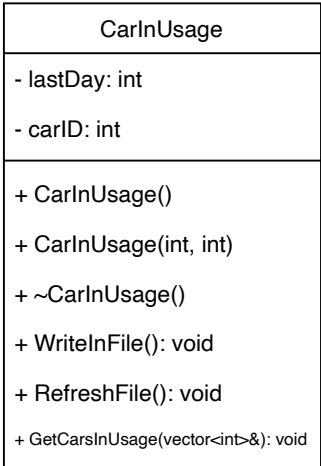 CarInUsage
- lastDay: int
- carID: int
+ CarInUsage()
+ CarInUsage(int, int)
+ ~CarInUsage()
+ WriteInFile(): void
+ RefreshFile(): void
+ GetCarsInUsage(vector<int>&): void